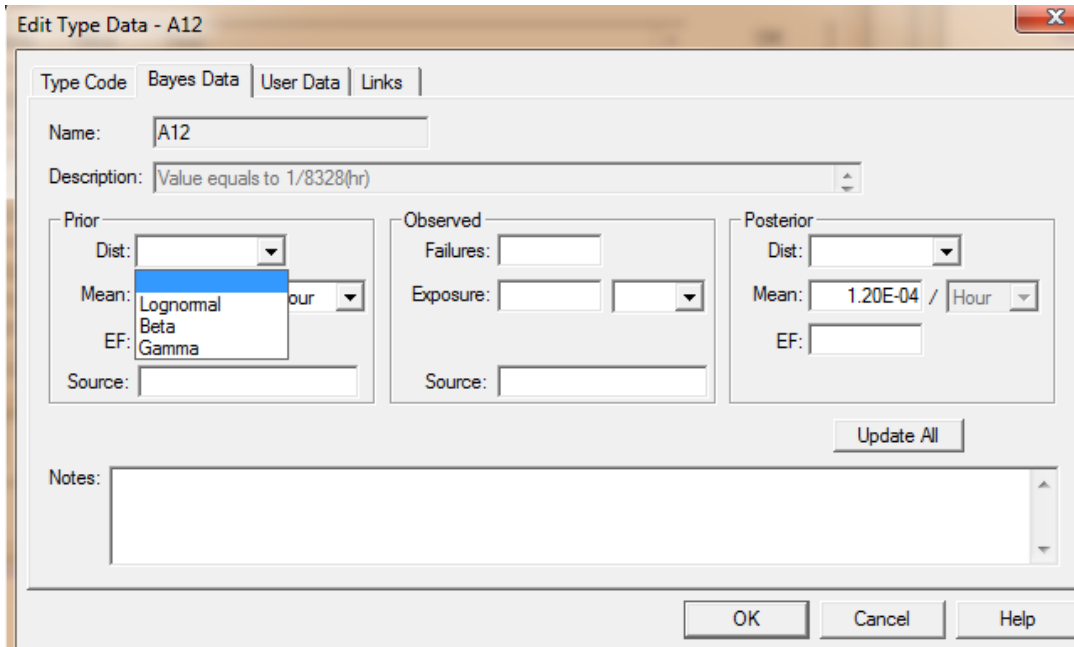 Edit Type Data - A12
Type Code Bayes Data User Data Links
Name: A12
Description: Value equals to 1/8328(hr)
Prior
Dist:
Lognormal
Beta
Gamma
Mean: our
EF:
Source:
Observed
Failures:
Exposure:
Source:
Posterior
Dist:
Mean: 1.20E-04 / Hour
EF:
Update All
Notes:
OK Cancel Help